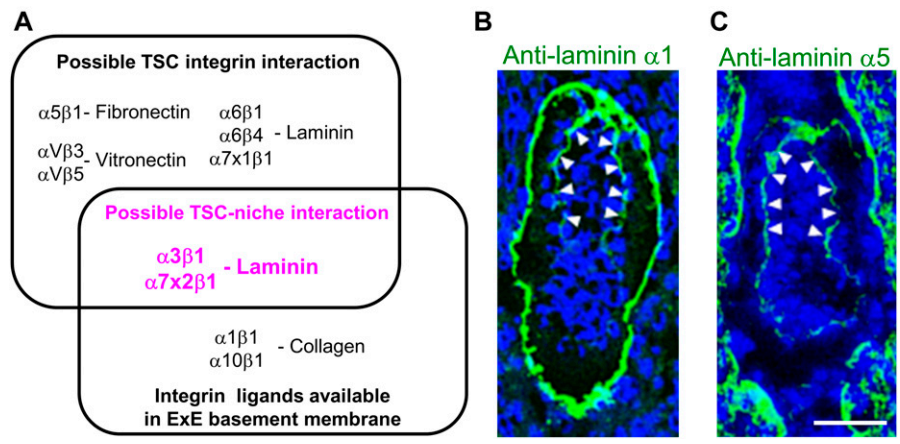 A
Possible TSC integrin interaction
α5β1- Fibronectin
αVβ3
αVβ5
- Vitronectin
α6β1
α6β4
α7x1β1
- Laminin
Possible TSC-niche interaction
α3β1
α7x2β1
- Laminin
α1β1
α10β1
- Collagen
Integrin ligands available
in ExE basement membrane
B
Anti-laminin α1
C
Anti-laminin α5